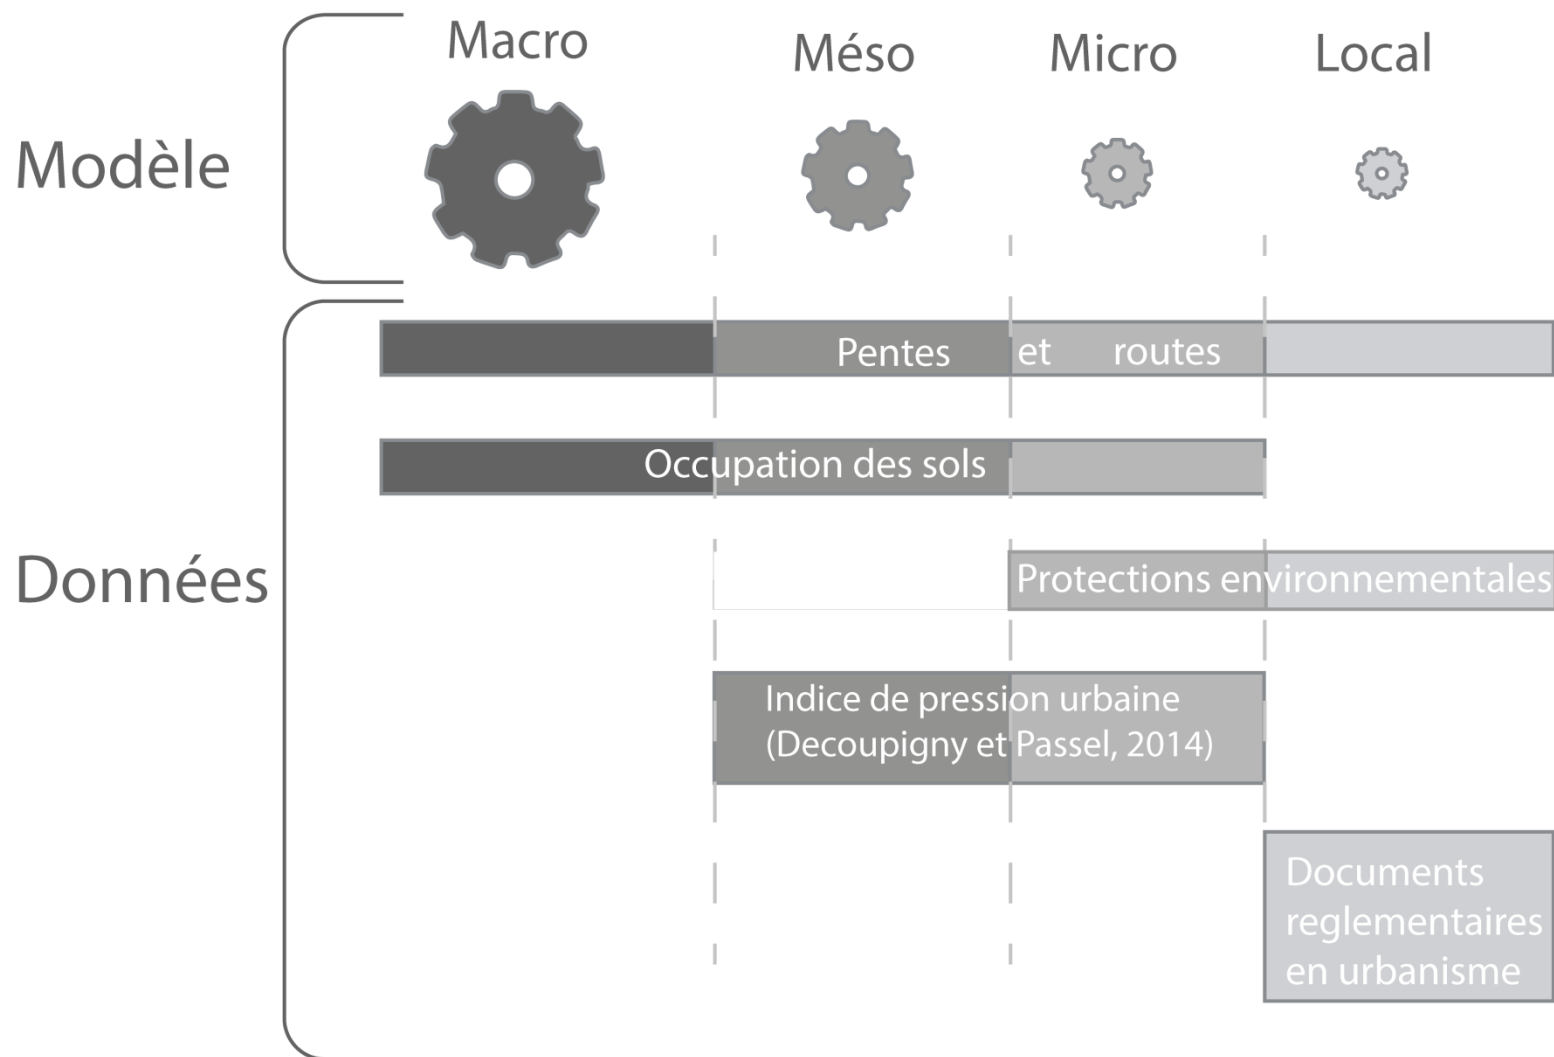 Macro
Méso
Micro
Local
Modèle
Pentes et routes
Occupation des sols
Données
Protections environnementales
Indice de pression urbaine
(Decoupigny et Passel, 2014)
Documents
reglementaires
en urbanisme